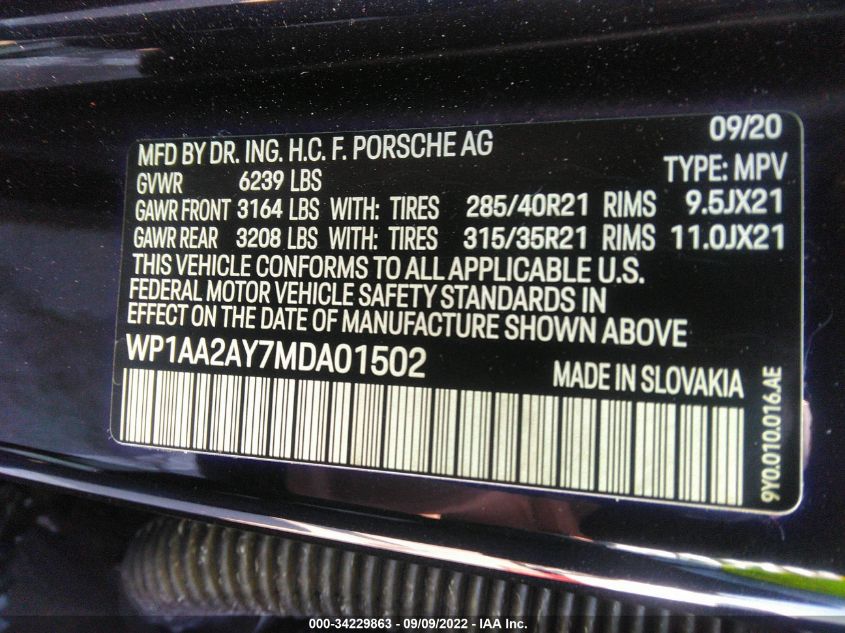 09/20
MFD BY DR. ING. H.C. F. PORSCHE AG
TYPE: MPV
GVWR 6239 LBS
GAWR FRONT 3164 LBS WITH: TIRES 285/40R21 RIMS 9.5JX21
GAWR REAR 3208 LBS WITH: TIRES 315/35R21 RIMS 11.0JX21
THIS VEHICLE CONFORMS TO ALL APPLICABLE U.S.
FEDERAL MOTOR VEHICLE SAFETY STANDARDS IN
EFFECT ON THE DATE OF MANUFACTURE SHOWN ABOVE
WP1AA2AY7MDA01502
MADE IN SLOVAKIA
9Y0.010.016.AE
000-34229863 - 09/09/2022 - IAA Inc.